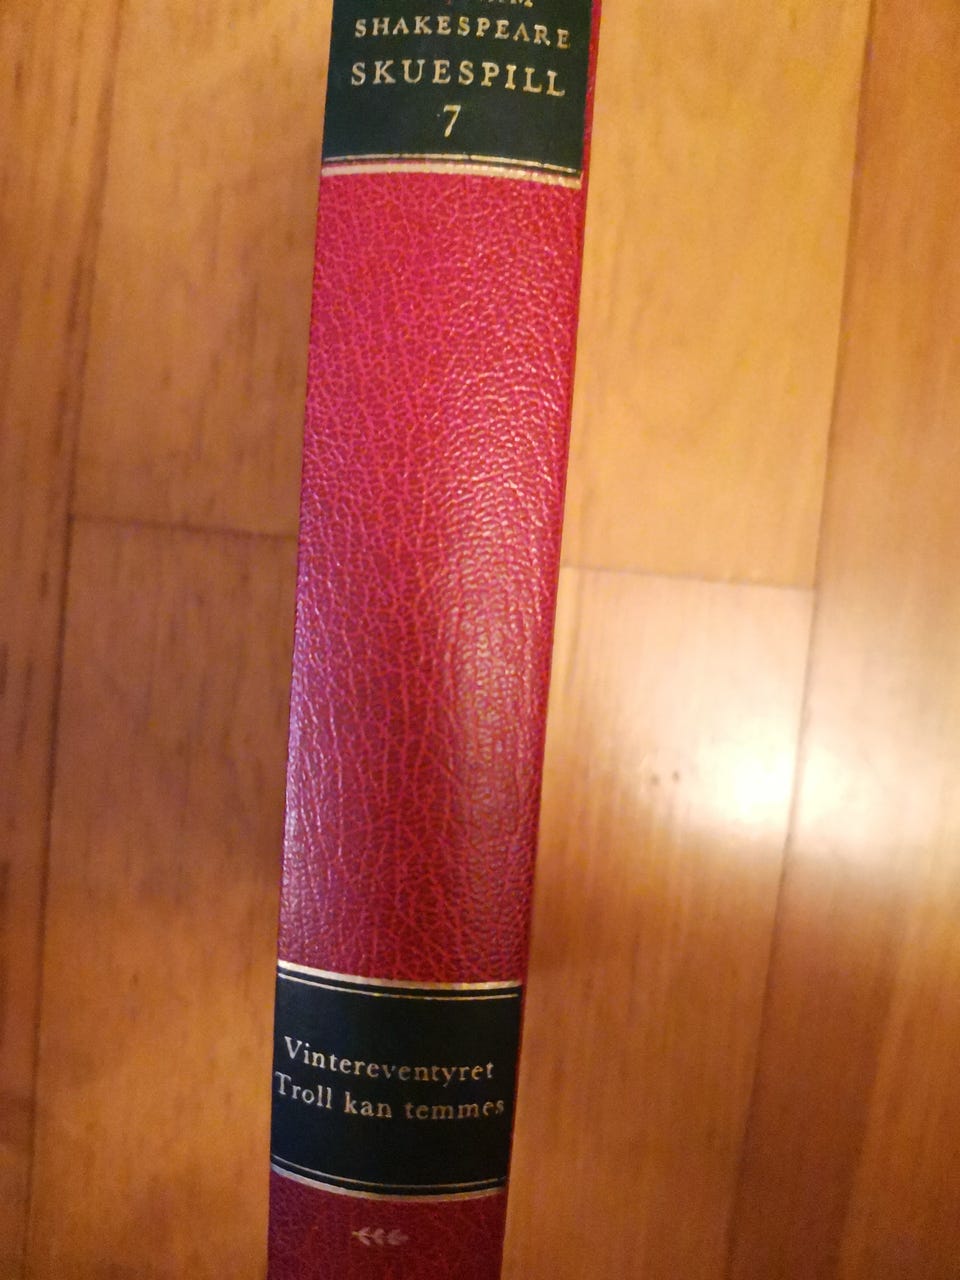 SHAKESPEARE
SKUESPILL
7
Vintereventyret
Troll kan temmes